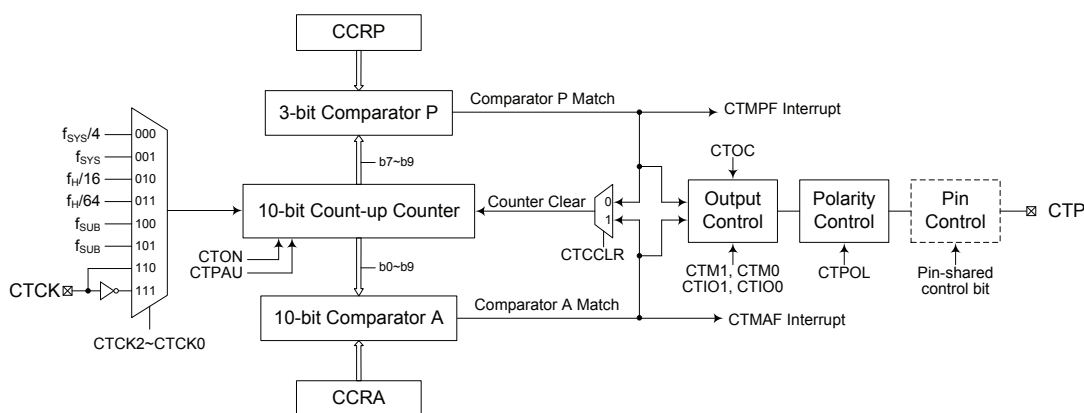 CCRP
3-bit Comparator P
Comparator P Match
CTMPF Interrupt
b7~b9
fSYS/4
000
fSYS
001
fH/16
010
fH/64
011
fSUB
100
fSUB
101
110
111
CTCK
CTCK2~CTCK0
10-bit Count-up Counter
CTON
CTPAU
Counter Clear
0
1
CTCCLR
CTOC
Output
Control
CTM1, CTM0
CTIO1, CTIO0
Polarity
Control
CTPOL
Pin
Control
Pin-shared
control bit
CTP
b0~b9
10-bit Comparator A
Comparator A Match
CTMAF Interrupt
CCRA